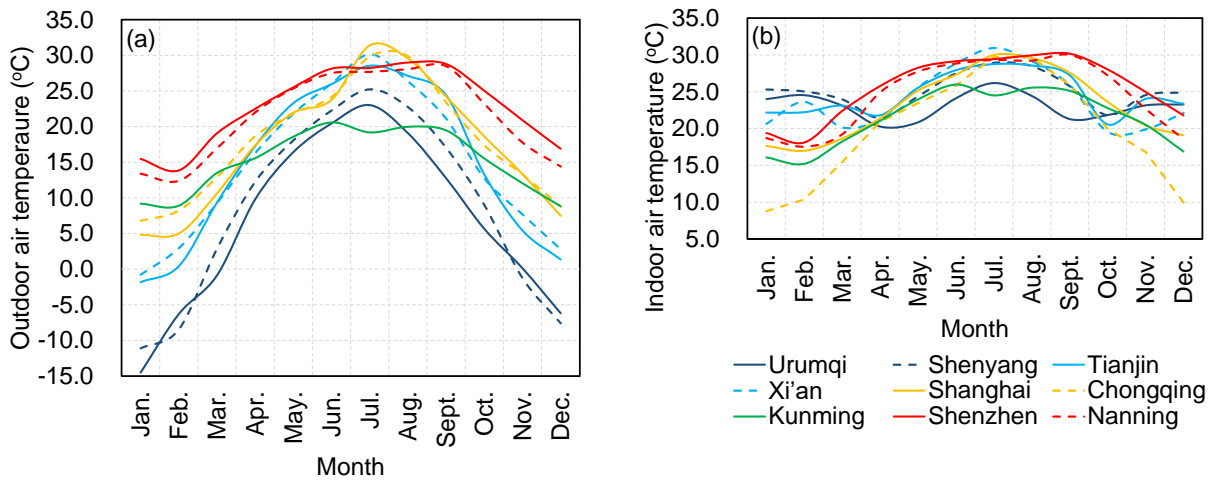 (a)
Outdoor air temperaure (ºC)
35.0
30.0
25.0
20.0
15.0
10.0
5.0
0.0
-5.0
-10.0
-15.0
Jan.
Feb.
Mar.
Apr.
May.
Jun.
Jul.
Aug.
Sept.
Oct.
Nov.
Dec.
Month
(b)
Indoor air temperature (ºC)
35.0
30.0
25.0
20.0
15.0
10.0
5.0
Jan.
Feb.
Mar.
Apr.
May.
Jun.
Jul.
Aug.
Sept.
Oct.
Nov.
Dec.
Month
Urumqi Shenyang Tianjin
Xi’an Shanghai Chongqing
Kunming Shenzhen Nanning